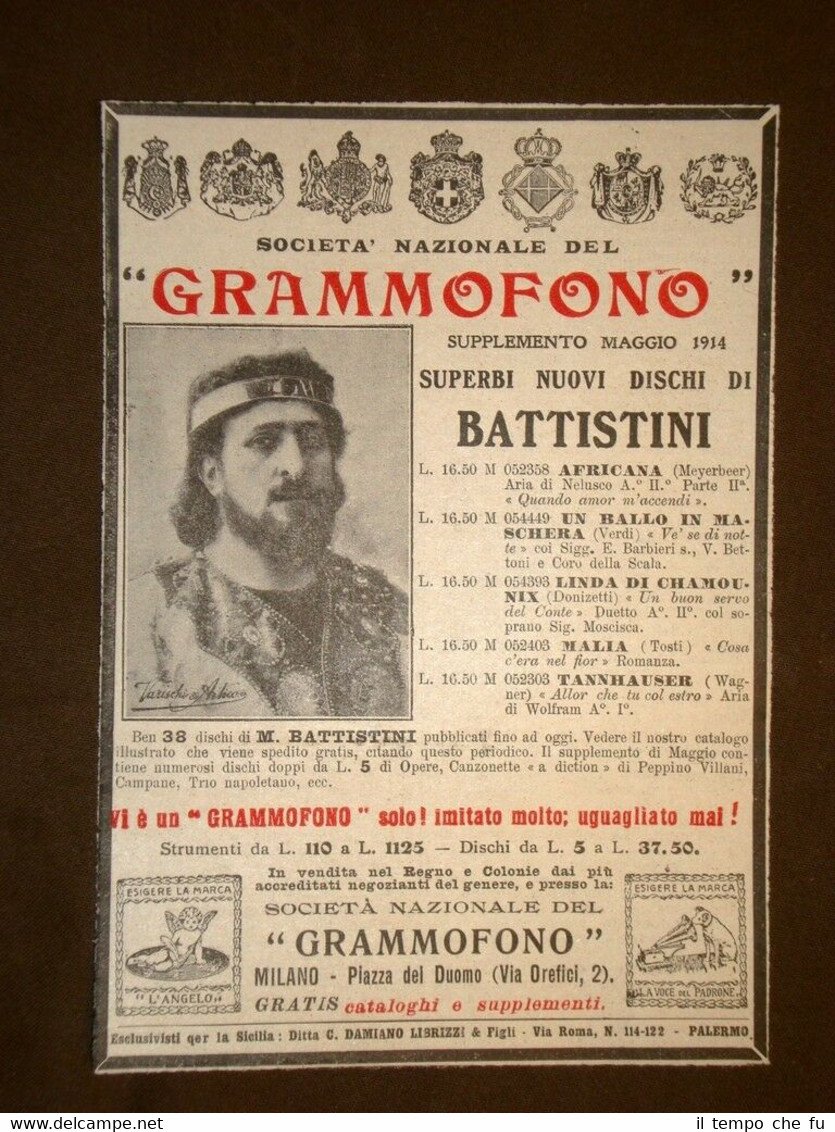 SOCIETA' NAZIONALE DEL
"GRAMMOFONO"
SUPPLEMENTO MAGGIO 1914
SUPERBI NUOVI DISCHI DI
BATTISTINI
L. 16.50 M 052358 AFRICANA (Meyerbeer)
Aria di Nelusco A.º II.º Parte IIª.
« Quando amor m'accendi ».
L. 16.50 M 054449 UN BALLO IN MA-
SCHERA (Verdi) « Ve' se di not-
te » coi Sigg. E. Barbieri s., V. Bet-
toni e Coro della Scala.
L. 16.50 M 054393 LINDA DI CHAMOU-
NIX (Donizetti) « Un buon servo
del Conte » Duetto Aº. IIº. col so-
prano Sig. Moscisca.
L. 16.50 M 052403 MALIA (Tosti) « Cosa
c'era nel fior » Romanza.
L. 16.50 M 052303 TANNHAUSER (Wag-
ner) « Allor che tu col estro » Aria
di Wolfram Aº. Iº.
Ben 38 dischi di M. BATTISTINI pubblicati fino ad oggi. Vedere il nostro catalogo
illustrato che viene spedito gratis, citando questo periodico. Il supplemento di Maggio con-
tiene numerosi dischi doppi da L. 5 di Opere, Canzonette « a diction » di Peppino Villani,
Campane, Trio napoletano, ecc.
Vi è un "GRAMMOFONO" solo! imitato molto; uguagliato mai!
Strumenti da L. 110 a L. 1125 — Dischi da L. 5 a L. 37.50.
In vendita nel Regno e Colonie dai più
accreditati negozianti del genere, e presso la:
SOCIETÀ NAZIONALE DEL
"GRAMMOFONO"
MILANO - Piazza del Duomo (Via Orefici, 2).
GRATIS cataloghi e supplementi.
ESIGERE LA MARCA
"L'ANGELO"
ESIGERE LA MARCA
"LA VOCE DEL PADRONE"
Esclusivisti qer la Sicilia: Ditta C. DAMIANO LIBRIZZI & Figli - Via Roma, N. 114-122 - PALERMO
www.delcampe.net
il tempo che fu